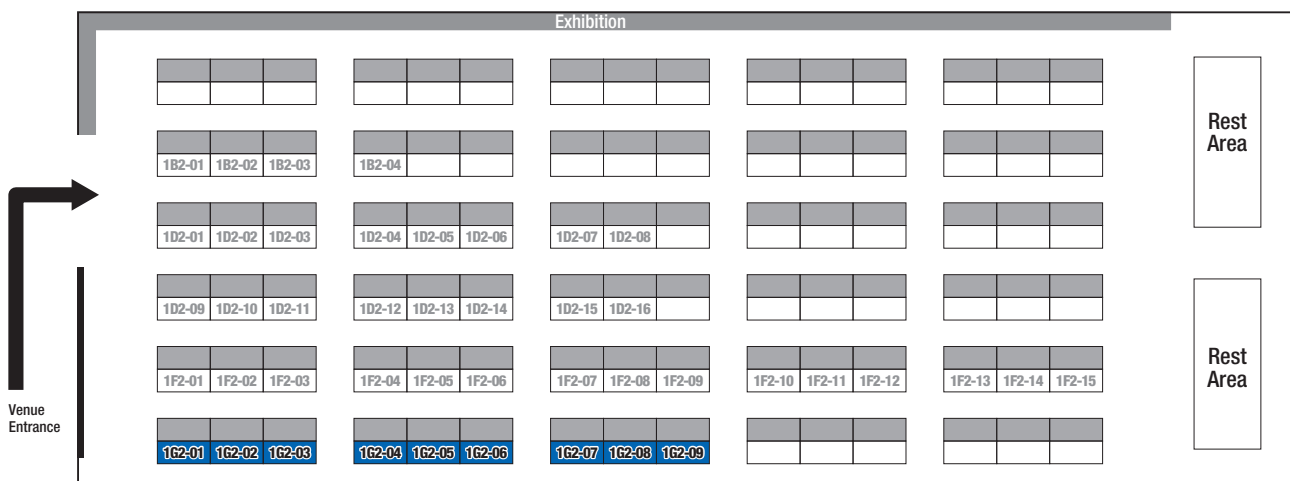 Exhibition
1B2-01 1B2-02 1B2-03 1B2-04
Rest
Area
1D2-01 1D2-02 1D2-03 1D2-04 1D2-05 1D2-06 1D2-07 1D2-08
1D2-09 1D2-10 1D2-11 1D2-12 1D2-13 1D2-14 1D2-15 1D2-16
1F2-01 1F2-02 1F2-03 1F2-04 1F2-05 1F2-06 1F2-07 1F2-08 1F2-09 1F2-10 1F2-11 1F2-12 1F2-13 1F2-14 1F2-15
Rest
Area
Venue
Entrance
1G2-01 1G2-02 1G2-03 1G2-04 1G2-05 1G2-06 1G2-07 1G2-08 1G2-09